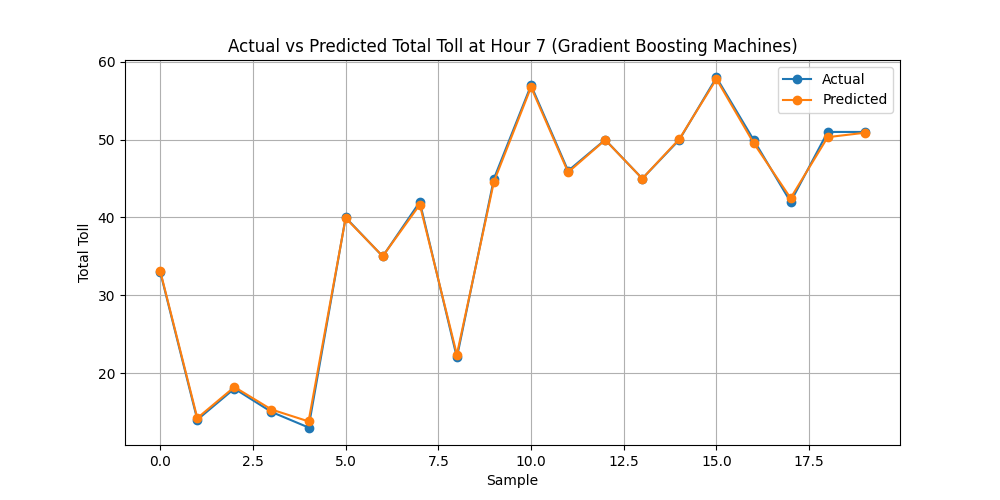 Actual vs Predicted Total Toll at Hour 7 (Gradient Boosting Machines)
Actual
Predicted
60
50
40
30
20
Total Toll
0.0 2.5 5.0 7.5 10.0 12.5 15.0 17.5
Sample